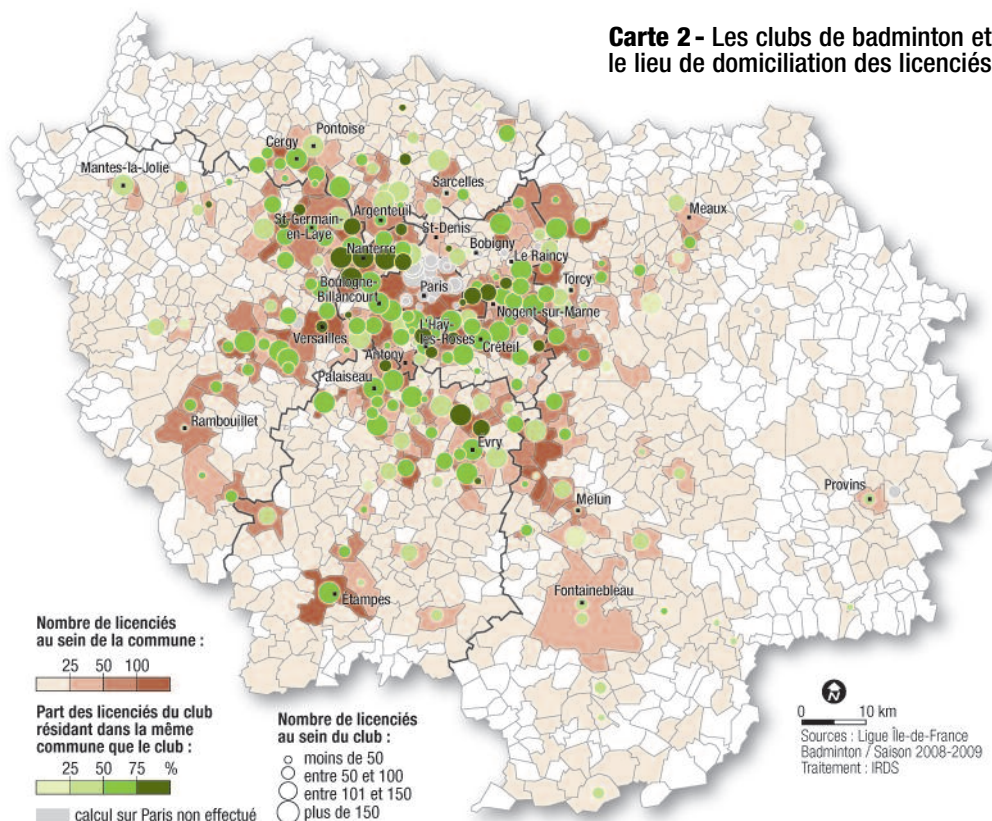 Carte 2 - Les clubs de badminton et
le lieu de domiciliation des licenciés
Pontoise
Cergy
Mantes-la-Jolie
Sarcelles
Meaux
Argenteuil
St-Germain-
en-Laye
St-Denis
Bobigny
Nanterre
Le Raincy
Torcy
Boulogne-
Billancourt
Paris
Nogent-sur-Marne
Versailles
L'Hay-
les-Roses
Créteil
Antony
Palaiseau
Rambouillet
Evry
Provins
Melun
Étampes
Fontainebleau
Nombre de licenciés
au sein de la commune :
25 50 100
Part des licenciés du club
résidant dans la même
commune que le club :
25 50 75 %
calcul sur Paris non effectué
Nombre de licenciés
au sein du club :
moins de 50
entre 50 et 100
entre 101 et 150
plus de 150
N
0 10 km
Sources : Ligue Île-de-France
Badminton / Saison 2008-2009
Traitement : IRDS